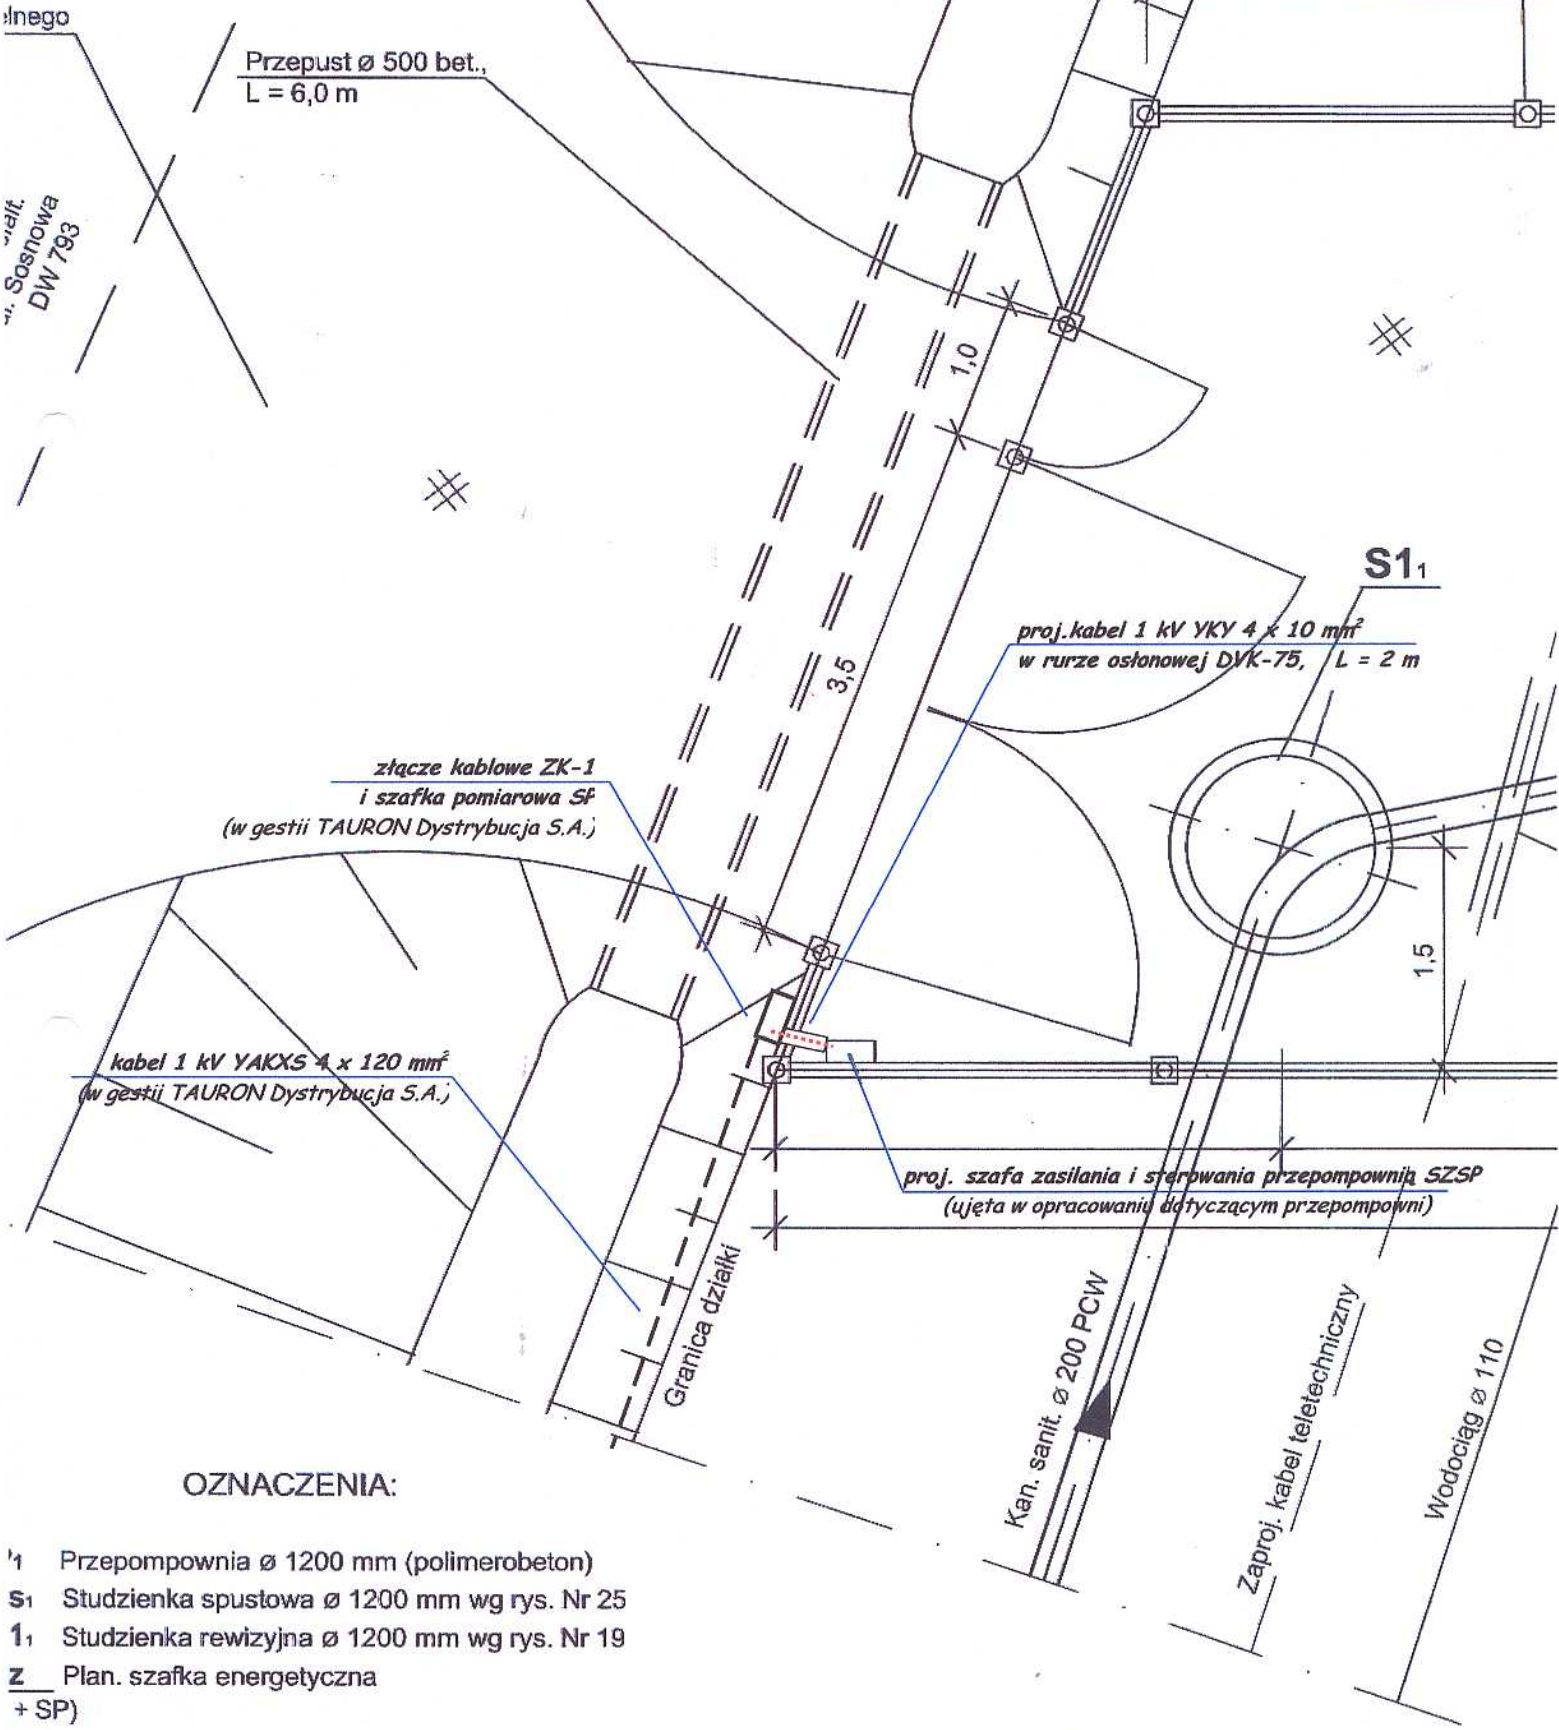 Przepust ø 500 bet.,
L = 6,0 m
Sosnowa
DW 793
1,0
S1₁
proj.kabel 1 kV YKY 4 x 10 mm²
w rurze osłonowej DVK-75, L = 2 m
3,5
złącze kablowe ZK-1
i szafka pomiarowa SP
(w gestii TAURON Dystrybucja S.A.)
1,5
kabel 1 kV YAKXS 4 x 120 mm²
(w gestii TAURON Dystrybucja S.A.)
proj. szafa zasilania i sterowania przepompownią SZSP
(ujęta w opracowaniu dotyczącym przepompowni)
Granica działki
Kan. sanit. ø 200 PCW
Zaproj. kabel teletechniczny
Wodociąg ø 110
OZNACZENIA:
1 Przepompownia ø 1200 mm (polimerobeton)
S₁ Studzienka spustowa ø 1200 mm wg rys. Nr 25
1₁ Studzienka rewizyjna ø 1200 mm wg rys. Nr 19
Z Plan. szafka energetyczna
+ SP)